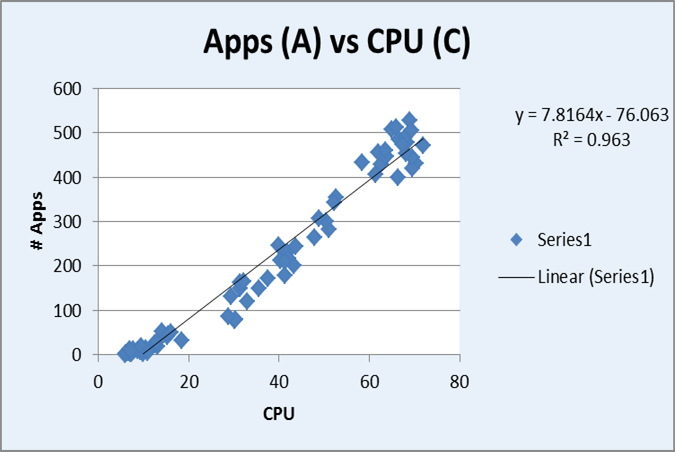 Apps (A) vs CPU (C)
600
500
400
300
200
100
0
# Apps
0 20 40 60 80
CPU
y = 7.8164x - 76.063
R² = 0.963
Series1
Linear (Series1)